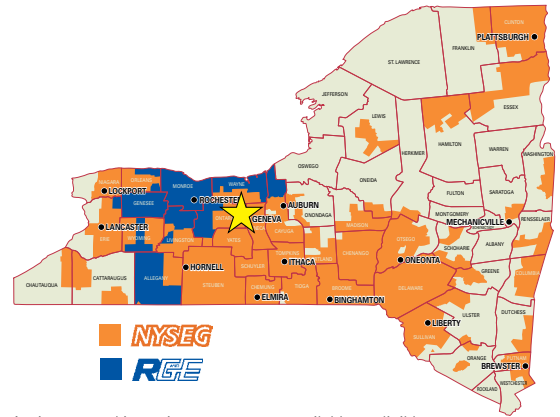 CLINTON
PLATTSBURGH
FRANKLIN
ST. LAWRENCE
JEFFERSON
ESSEX
LEWIS
HAMILTON
HERKIMER
WARREN
WASHINGTON
OSWEGO
ONEIDA
NIAGARA
ORLEANS
LOCKPORT
MONROE
WAYNE
ROCHESTE
GENESEE
AUBURN
GENEVA
ONONDAGA
FULTON
SARATOGA
MONTGOMERY
MECHANICVILLE
RENSSELAER
LANCASTER
ERIE
WYOMING
LIVINGSTON
YATES
CAYUGA
MADISON
OTSEGO
SCHOHARIE
ALBANY
CHENANGO
ONEONTA
HORNELL
ITHACA
TOMPKINS
SCHUYLER
GREENE
COLUMBIA
CHAUTAUQUA
CATTARAUGUS
ALLEGANY
STEUBEN
CHEMUNG
ELMIRA
TIOGA
BROOME
BINGHAMTON
DELAWARE
ULSTER
DUTCHESS
LIBERTY
SULLIVAN
NYSEG
RGE
ORANGE
PUTNAM
BREWSTER
ROCKLAND
WESTCHESTER